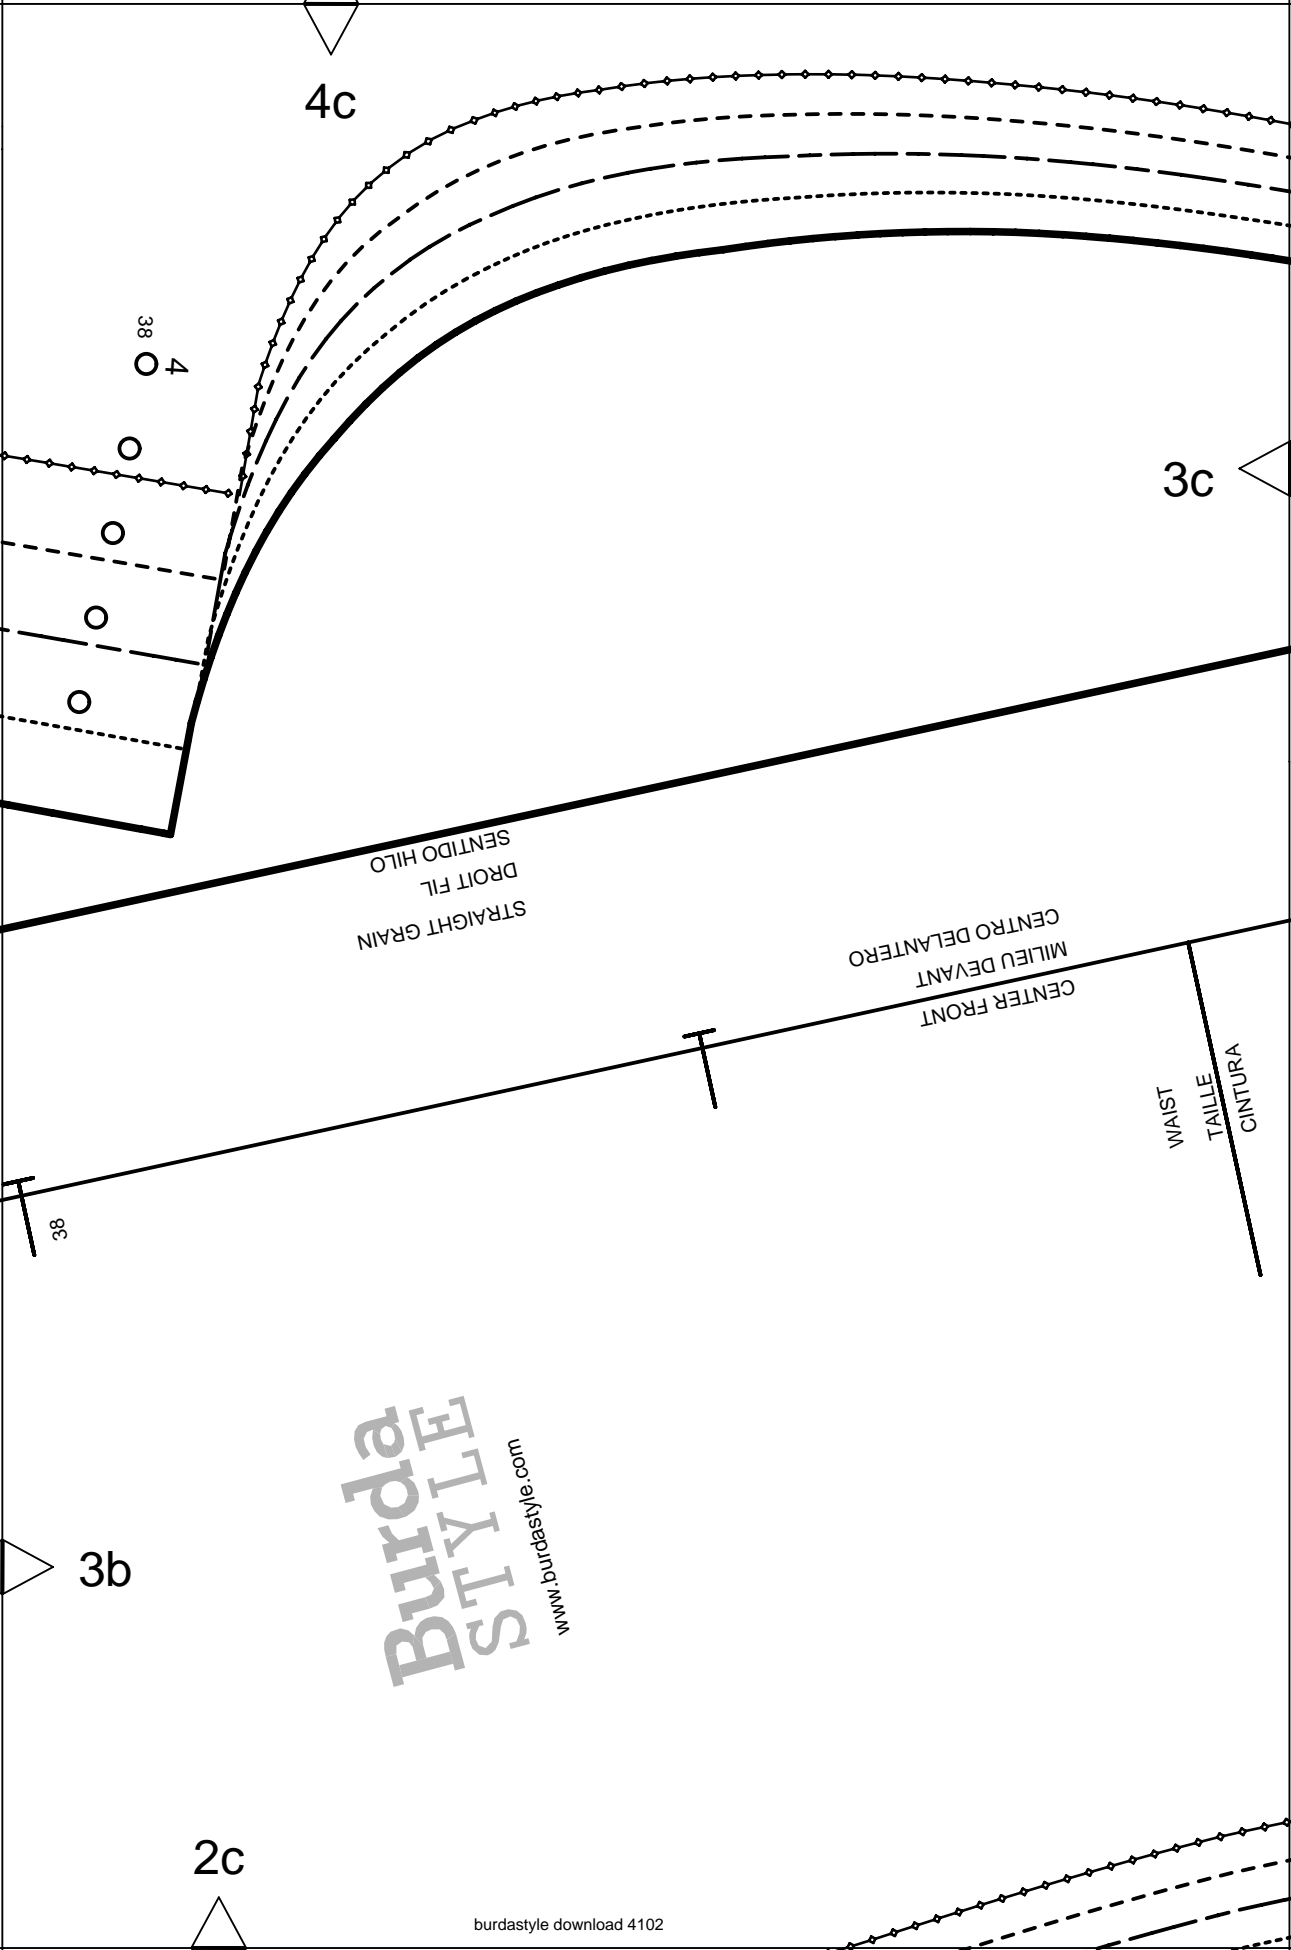 4c
38
4
3c
SENTIDO HILO
DROIT FIL
STRAIGHT GRAIN
CENTRO DELANTERO
MILIEU DEVANT
CENTER FRONT
WAIST
TAILLE
CINTURA
38
Burda
STYLE
www.burdastyle.com
3b
2c
burdastyle download 4102